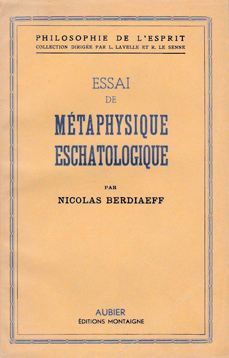 PHILOSOPHIE DE L'ESPRIT
COLLECTION DIRIGÉE PAR L. LAVELLE ET R. LE SENNE
ESSAI
DE
MÉTAPHYSIQUE
ESCHATOLOGIQUE
PAR
NICOLAS BERDIAEFF
AUBIER
ÉDITIONS MONTAIGNE